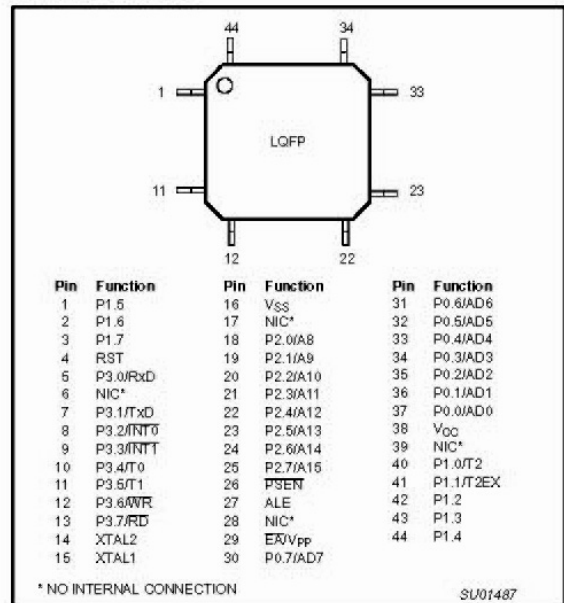 44 34
1 33
LQFP
11 23
12 22
Pin Function Pin Function Pin Function
1 P1.5 16 VSS 31 P0.6/AD6
2 P1.6 17 NIC* 32 P0.5/AD5
3 P1.7 18 P2.0/A8 33 P0.4/AD4
4 RST 19 P2.1/A9 34 P0.3/AD3
5 P3.0/RxD 20 P2.2/A10 35 P0.2/AD2
6 NIC* 21 P2.3/A11 36 P0.1/AD1
7 P3.1/TxD 22 P2.4/A12 37 P0.0/AD0
8 P3.2/INT0 23 P2.5/A13 38 VCC
9 P3.3/INT1 24 P2.6/A14 39 NIC*
10 P3.4/T0 25 P2.7/A15 40 P1.0/T2
11 P3.5/T1 26 PSEN 41 P1.1/T2EX
12 P3.6/WR 27 ALE 42 P1.2
13 P3.7/RD 28 NIC* 43 P1.3
14 XTAL2 29 EA/VPP 44 P1.4
15 XTAL1 30 P0.7/AD7
* NO INTERNAL CONNECTION
SU01487